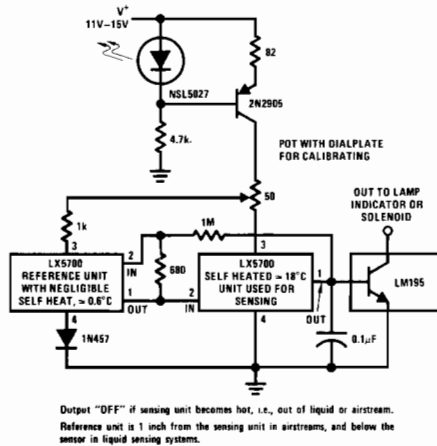 V+
11V–15V
82
NSL5027
2N2905
4.7k.
POT WITH DIALPLATE
FOR CALIBRATING
50
OUT TO LAMP
INDICATOR OR
SOLENOID
1k
1M
3
3
LX5700
REFERENCE UNIT
WITH NEGLIGIBLE
SELF HEAT, ≃ 0.6°C
2
IN
1
OUT
680
2
IN
LX5700
SELF HEATED ≃ 18°C
UNIT USED FOR
SENSING
1
OUT
LM195
4
4
1N457
0.1μF
Output "OFF" if sensing unit becomes hot, i.e., out of liquid or airstream.
Reference unit is 1 inch from the sensing unit in airstreams, and below the
sensor in liquid sensing systems.